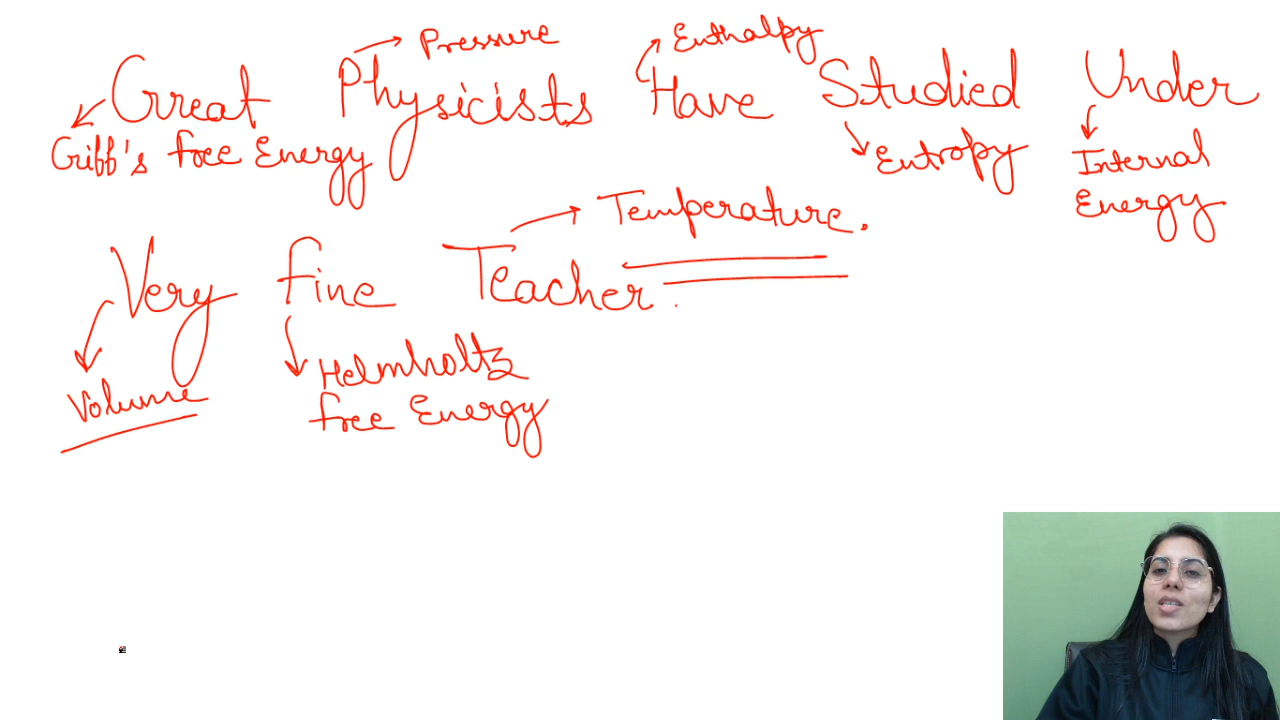 Pressure Enthalpy
Great Physicists Have Studied Under
Gibb's free Energy Entropy Internal
Energy
Temperature.
Very fine Teacher.
Helmholtz
Volume free Energy